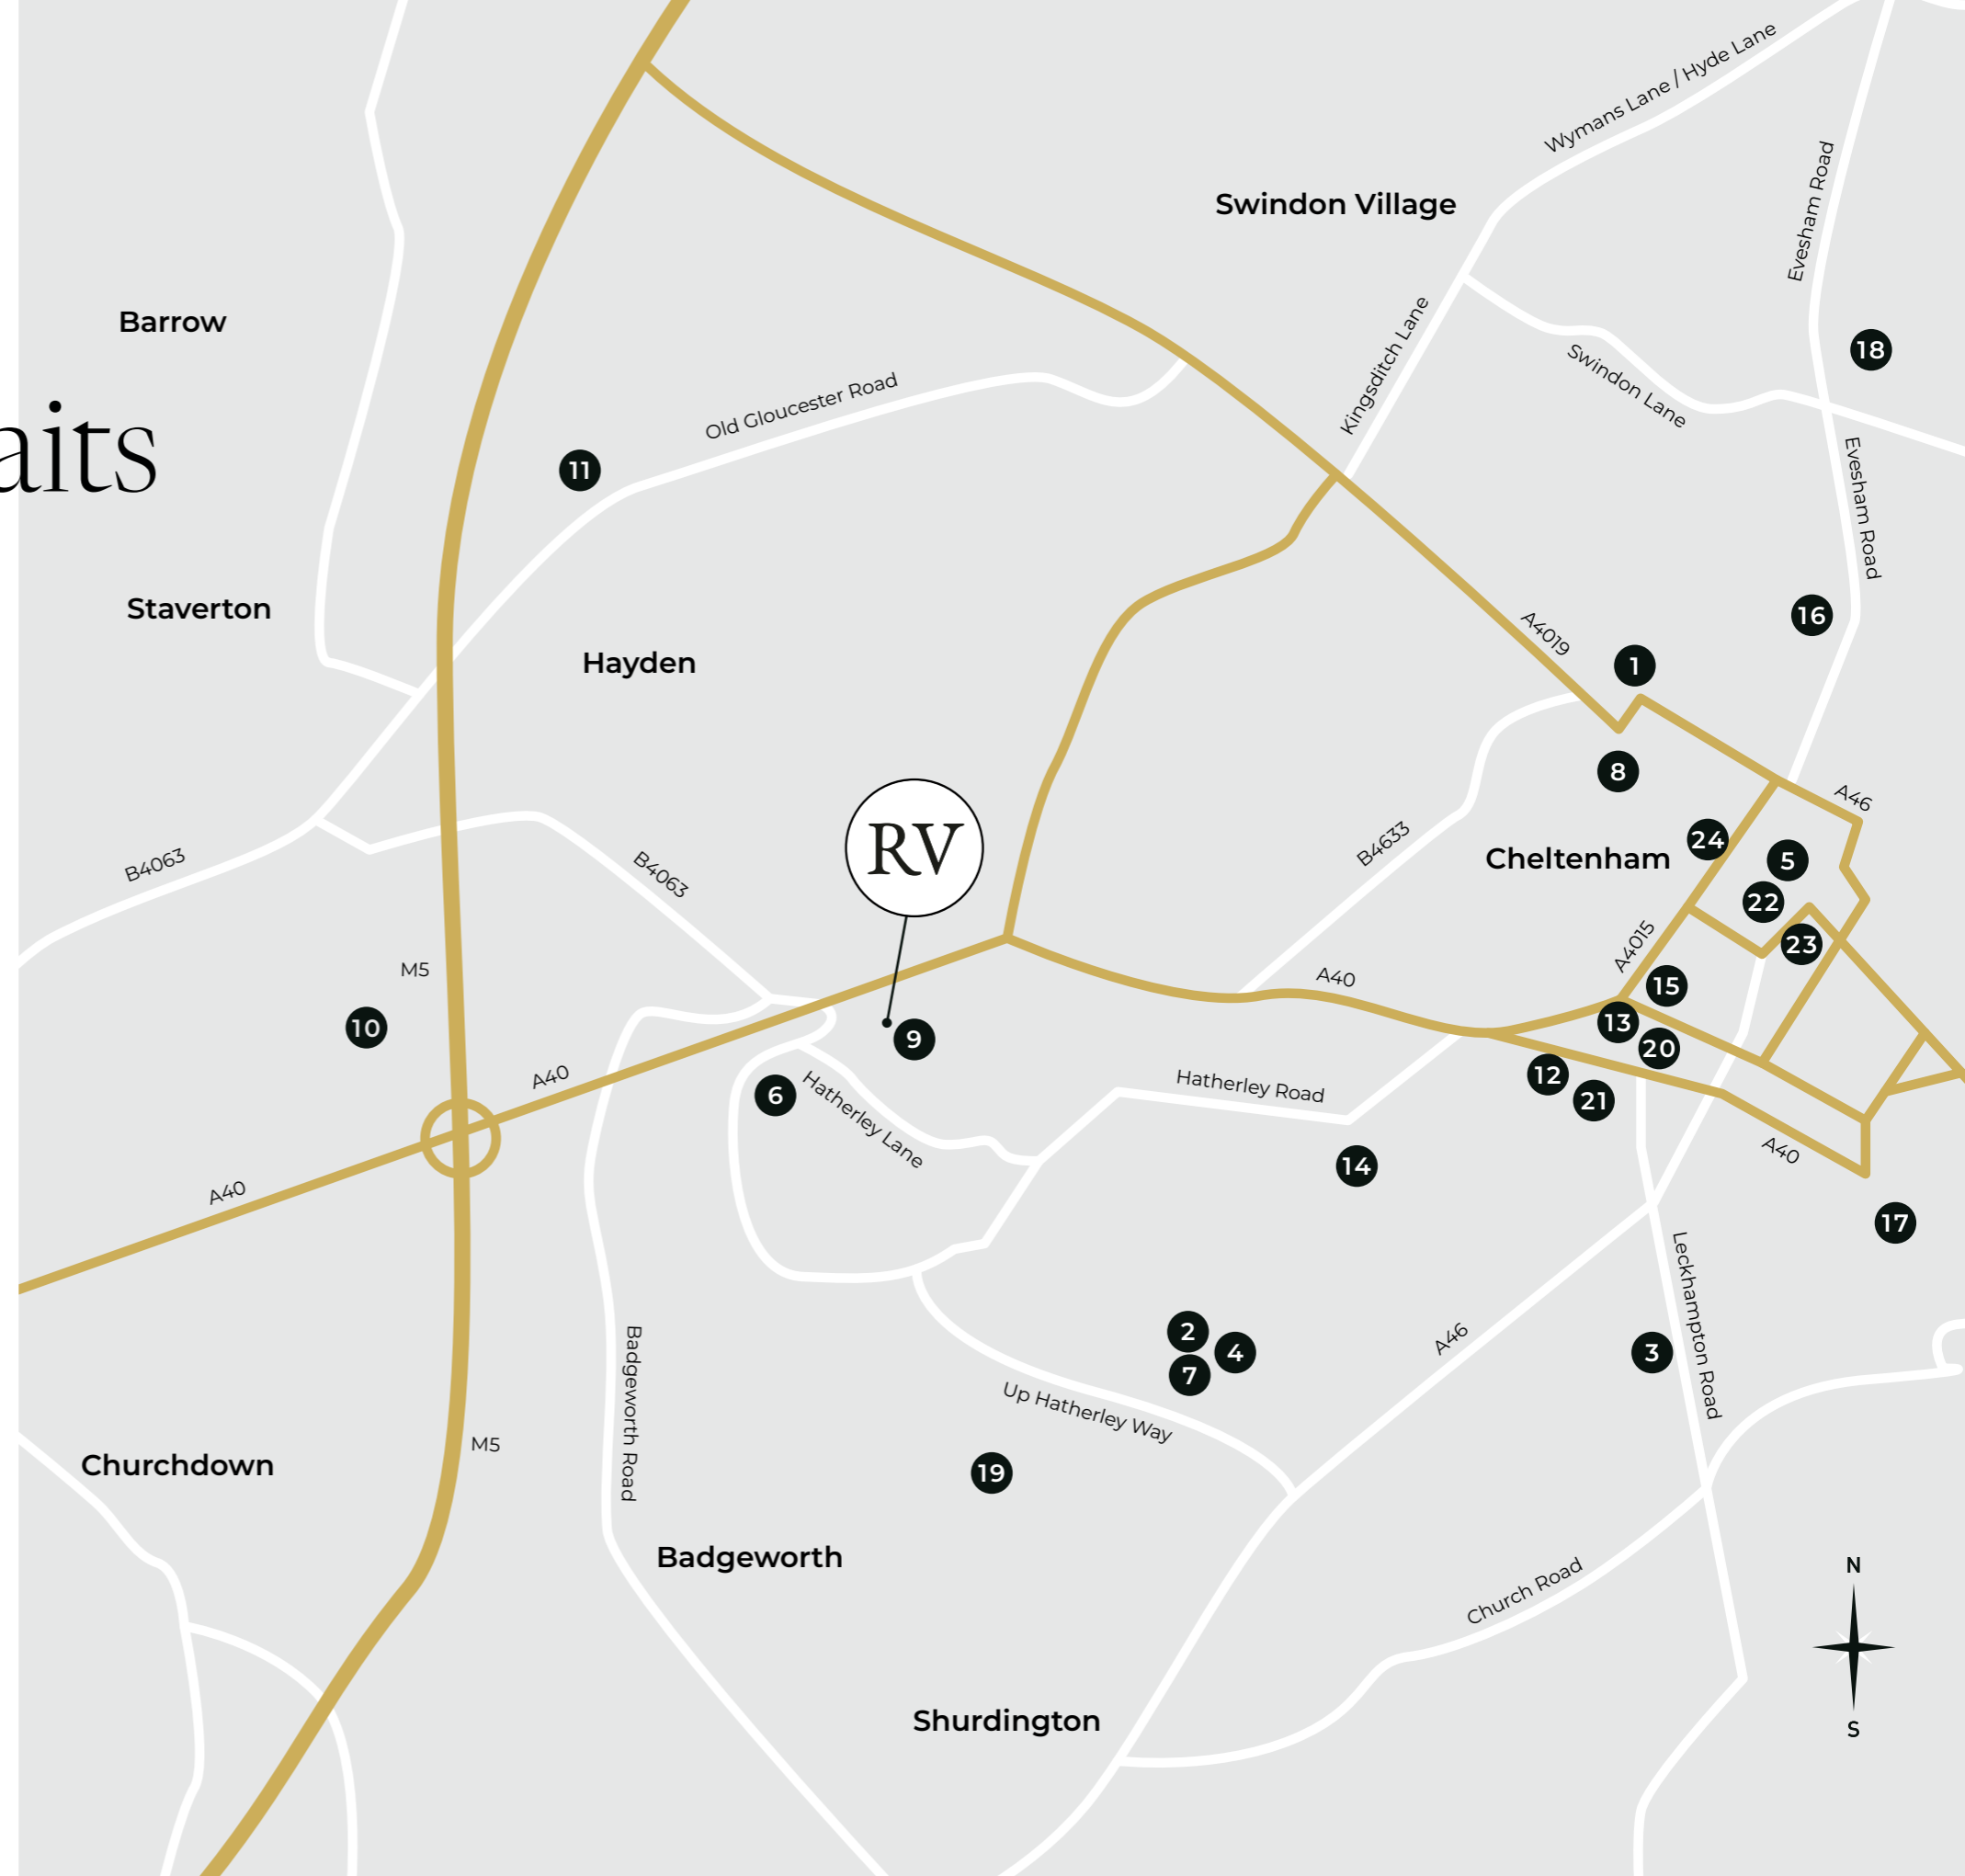 Wymans Lane / Hyde Lane
Evesham Road
Swindon Village
Barrow
Kingsditch Lane
18
Swindon Lane
Old Gloucester Road
aits
11
Evesham Road
Staverton
16
A4019
Hayden
1
8
A46
RV
24
B4633
Cheltenham
5
B4063
B4063
22
A4015
23
M5
A40
15
10
13
9
20
A40
12
Hatherley Road
6
21
Hatherley Lane
A40
14
A40
17
Leckhampton Road
2
4
A46
3
7
Badgeworth Road
Up Hatherley Way
M5
Churchdown
19
Badgeworth
N
Church Road
Shurdington
S